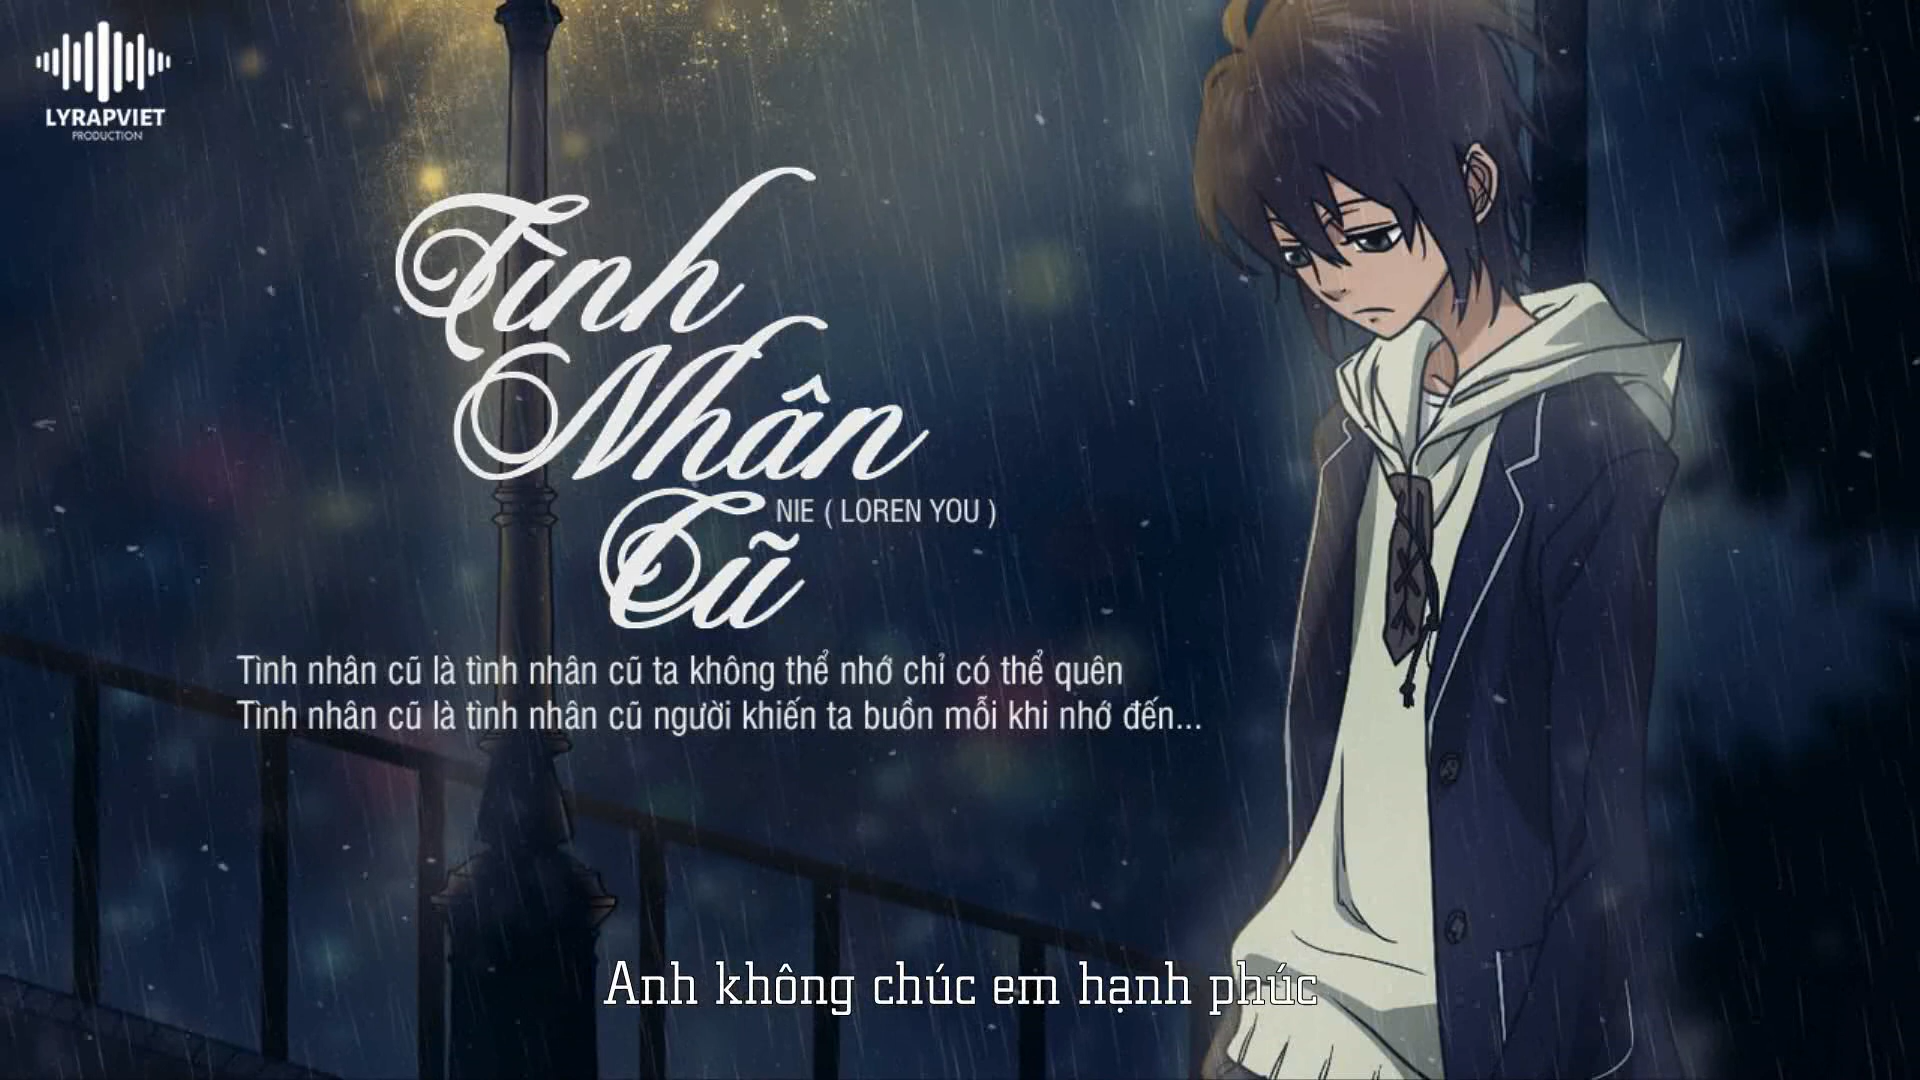 LYRAPVIET
PRODUCTION
Tình
Nhân
Cũ
NIE ( LOREN YOU )
Tình nhân cũ là tình nhân cũ ta không thể nhớ chỉ có thể quên
Tình nhân cũ là tình nhân cũ người khiến ta buồn mỗi khi nhớ đến...
Anh không chúc em hạnh phúc